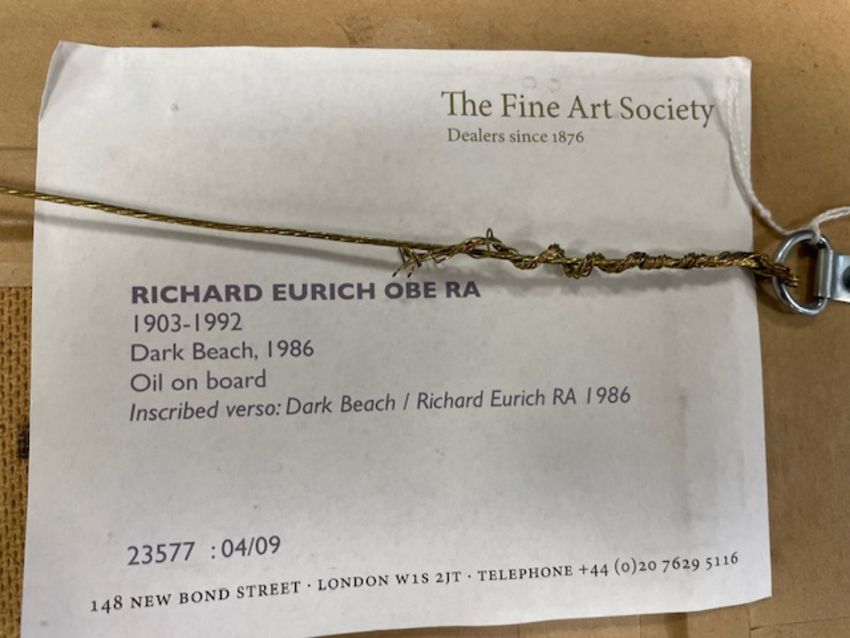 The Fine Art Society
Dealers since 1876
RICHARD EURICH OBE RA
1903-1992
Dark Beach, 1986
Oil on board
Inscribed verso: Dark Beach / Richard Eurich RA 1986
23577 : 04/09
148 NEW BOND STREET · LONDON W1S 2JT · TELEPHONE +44 (0)20 7629 5116